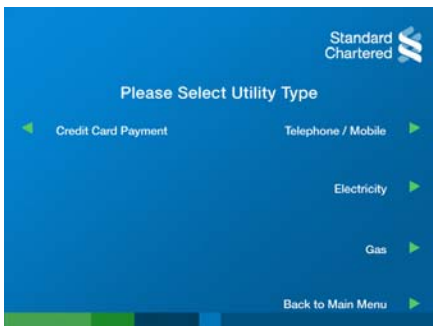 Standard
Chartered
Please Select Utility Type
Credit Card Payment
Telephone / Mobile
Electricity
Gas
Back to Main Menu